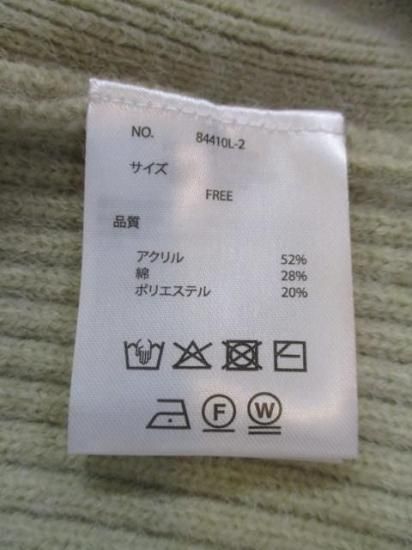 NO. 84410L-2
サイズ
FREE
品質
アクリル 52%
綿 28%
ポリエステル 20%
F W